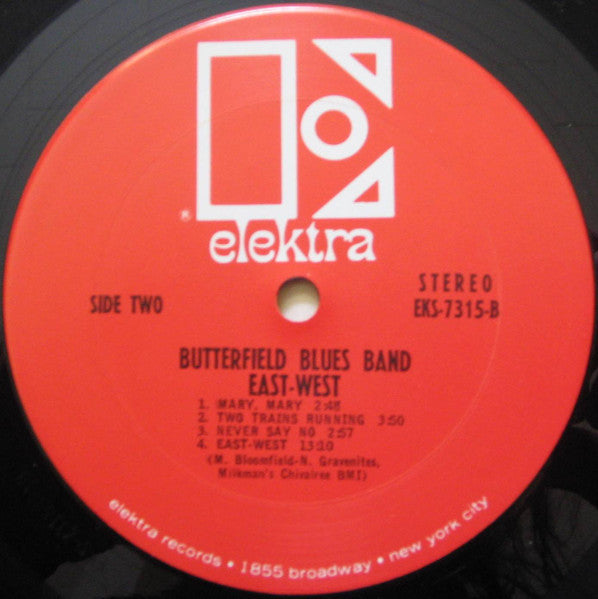 ®
elektra
SIDE TWO
STEREO
EKS-7315-B
BUTTERFIELD BLUES BAND
EAST-WEST
1. MARY, MARY 2:48
2. TWO TRAINS RUNNING 3:50
3. NEVER SAY NO 2:57
4. EAST-WEST 13:10
(M. Bloomfield-N. Gravenites,
Milkman's Chivairee BMI)
elektra records • 1855 broadway • new york city